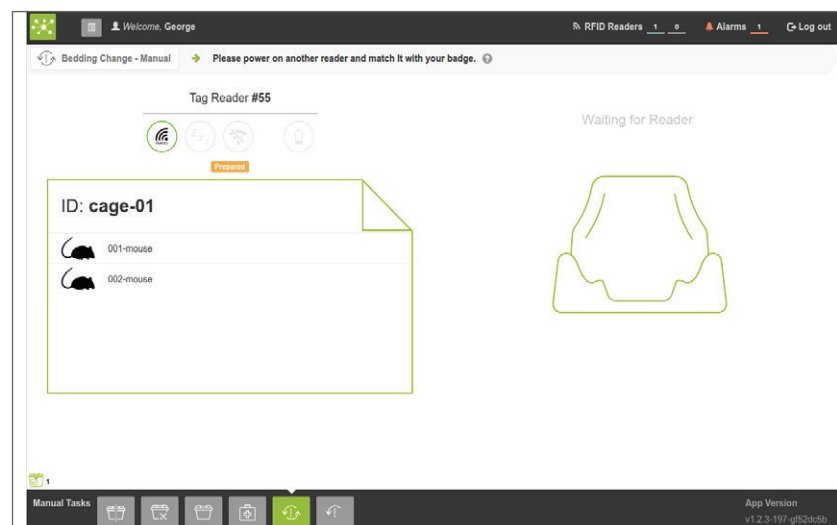 Welcome, George
RFID Readers 1 0
Alarms 1
Log out
Bedding Change - Manual
Please power on another reader and match It with your badge.
Tag Reader #55
Waiting for Reader
Prepared
ID: cage-01
001-mouse
002-mouse
1
Manual Tasks
App Version
v1.2.3-197-gf52dc5b